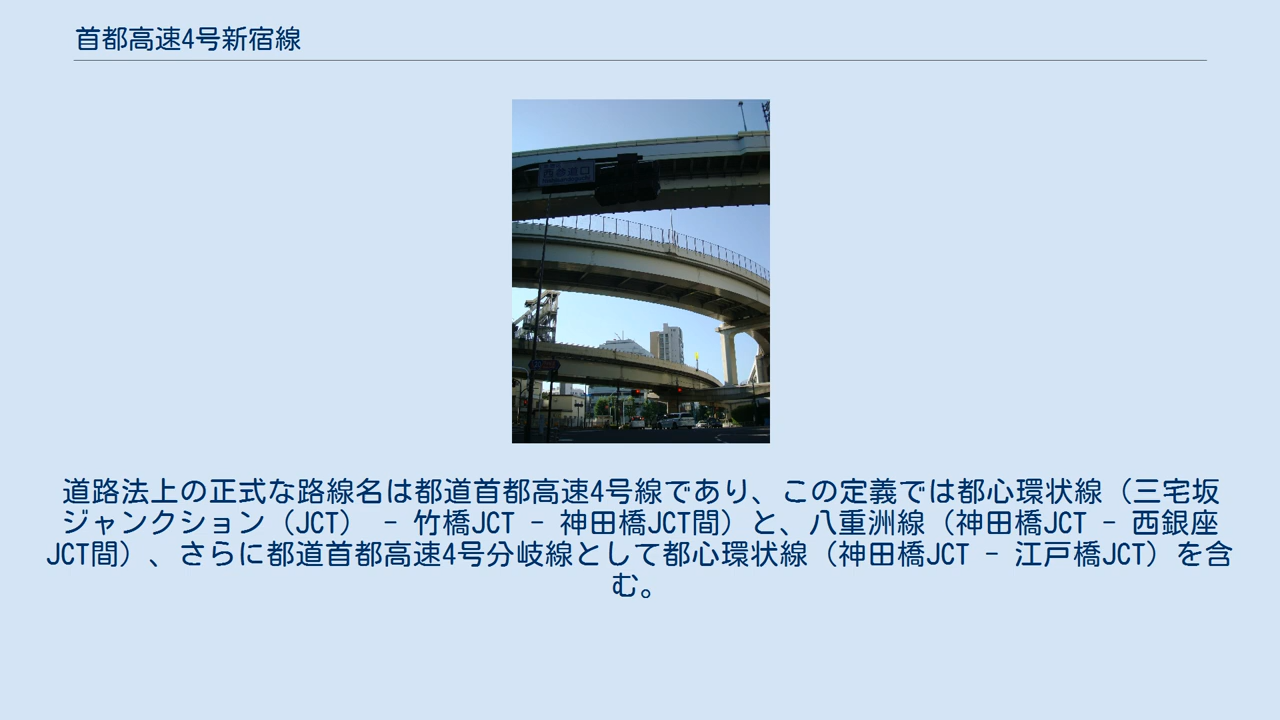 首都高速4号新宿線
西参道口
道路法上の正式な路線名は都道首都高速4号線であり、この定義では都心環状線（三宅坂
ジャンクション（JCT） - 竹橋JCT - 神田橋JCT間）と、八重洲線（神田橋JCT - 西銀座
JCT間）、さらに都道首都高速4号分岐線として都心環状線（神田橋JCT - 江戸橋JCT）を含
む。